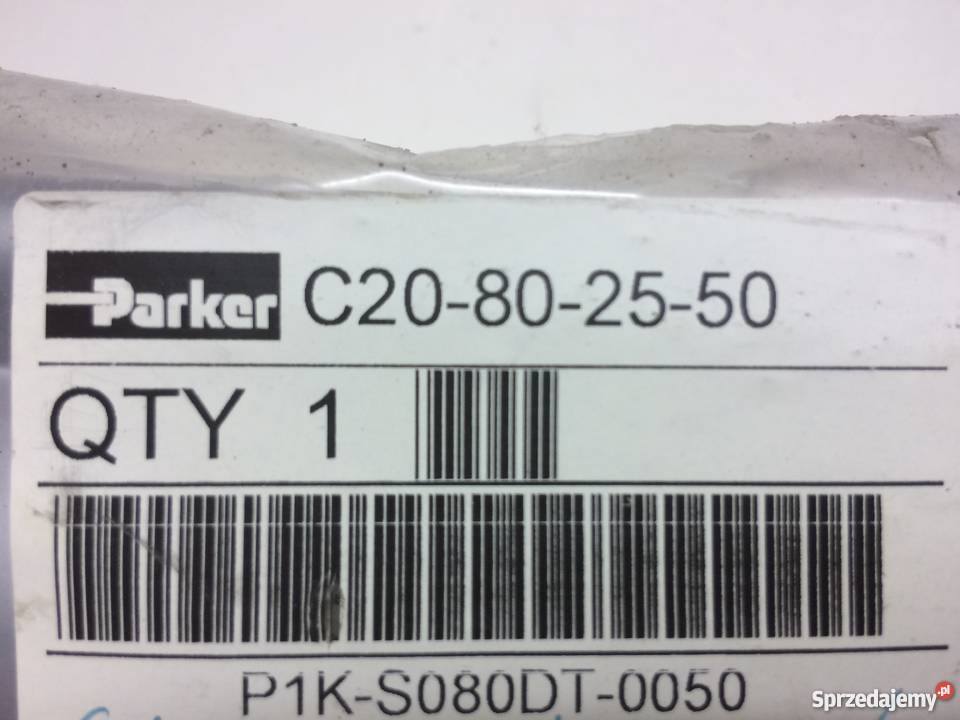 Parker C20-80-25-50
QTY 1
P1K-S080DT-0050
Sprzedajemy.pl